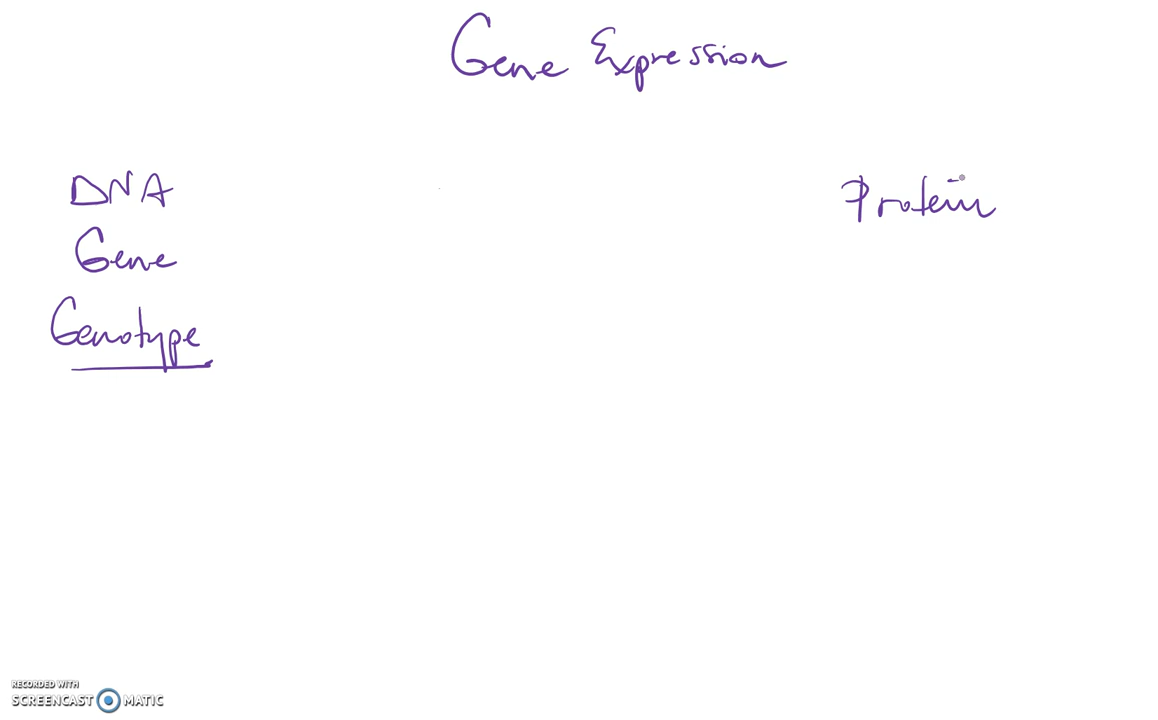 Gene Expression
DNA
Protein
Gene
Genotype
RECORDED WITH
SCREENCAST MATIC